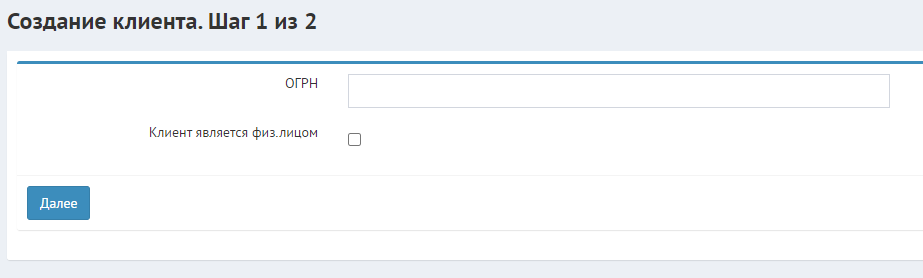 Создание клиента. Шаг 1 из 2
ОГРН
Клиент является физ.лицом
Далее